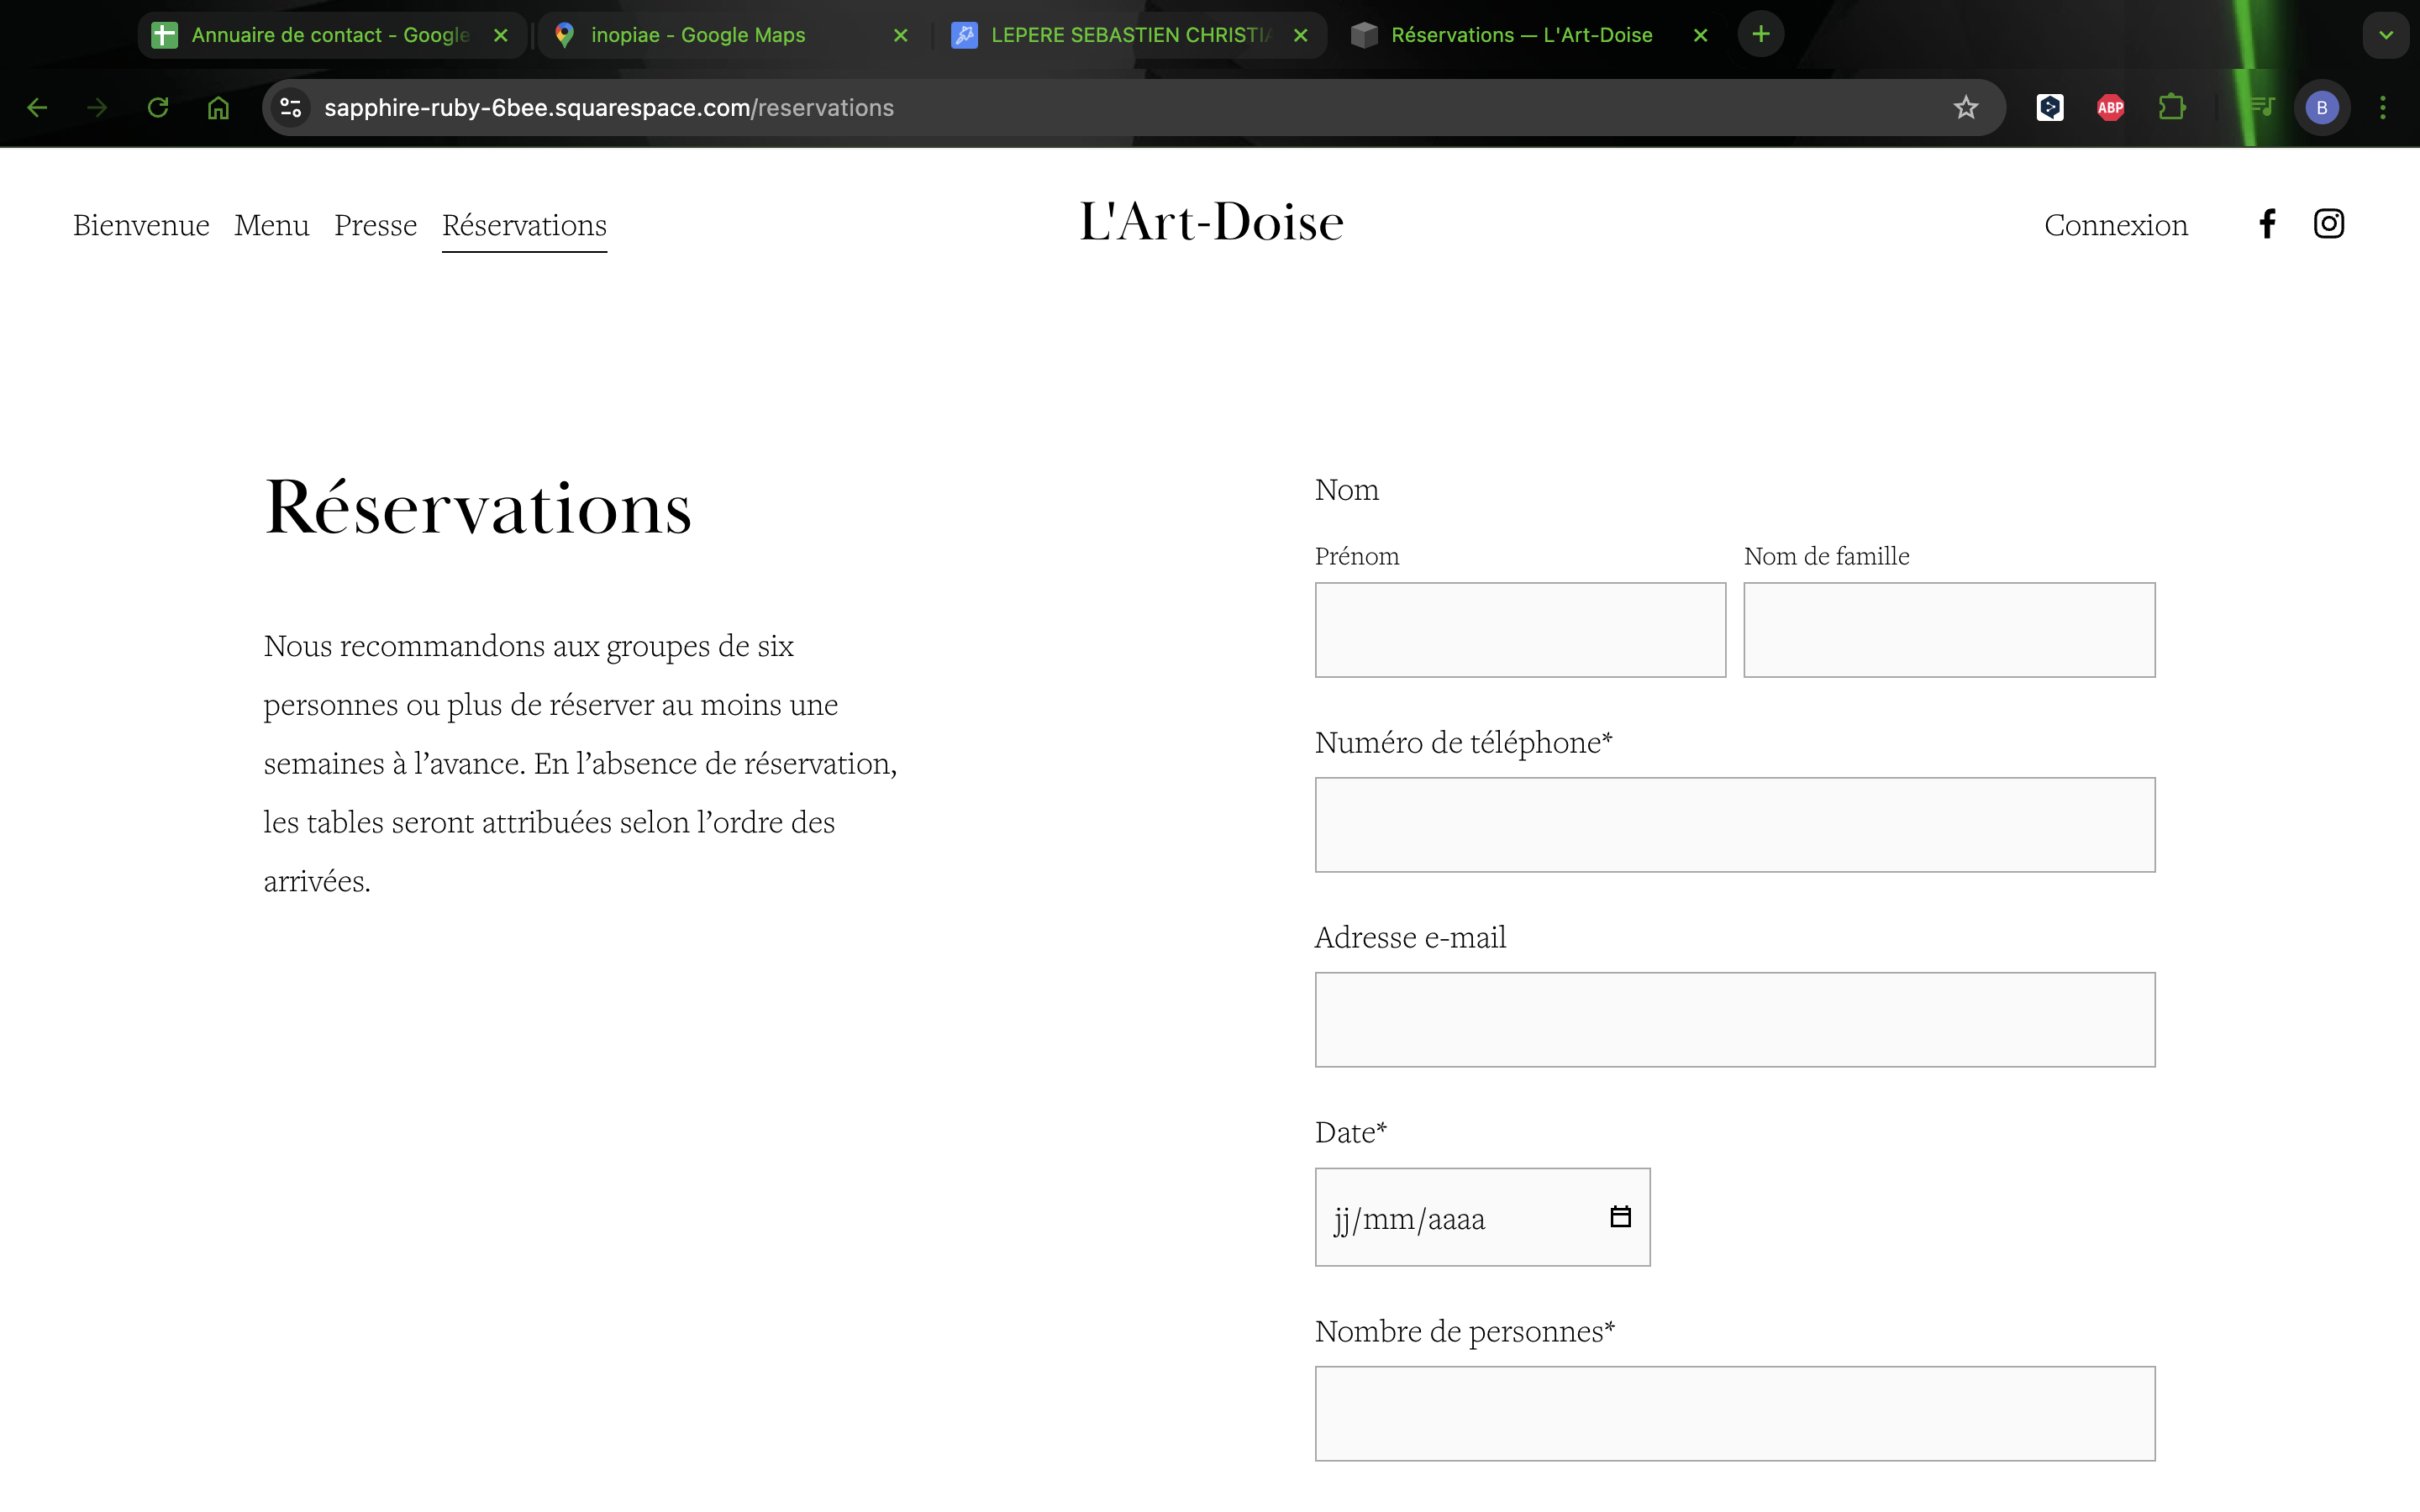 Annuaire de contact - Google
inopiae - Google Maps
LEPERE SEBASTIEN CHRISTIA
Réservations — L'Art-Doise
sapphire-ruby-6bee.squarespace.com/reservations
ABP
B
Bienvenue
Menu
Presse
Réservations
L'Art-Doise
Connexion
Réservations
Nous recommandons aux groupes de six
personnes ou plus de réserver au moins une
semaines à l’avance. En l’absence de réservation,
les tables seront attribuées selon l’ordre des
arrivées.
Nom
Prénom
Nom de famille
Numéro de téléphone*
Adresse e-mail
Date*
jj/mm/aaaa
Nombre de personnes*